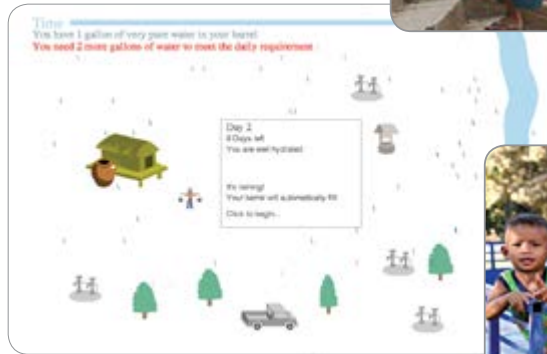 Time
You have 1 gallon of very pure water in your barrel
You need 2 more gallons of water to meet the daily requirement
Day 2
8 Days left
You are well hydrated
It's raining!
Your barrel will automatically fill
Click to begin...